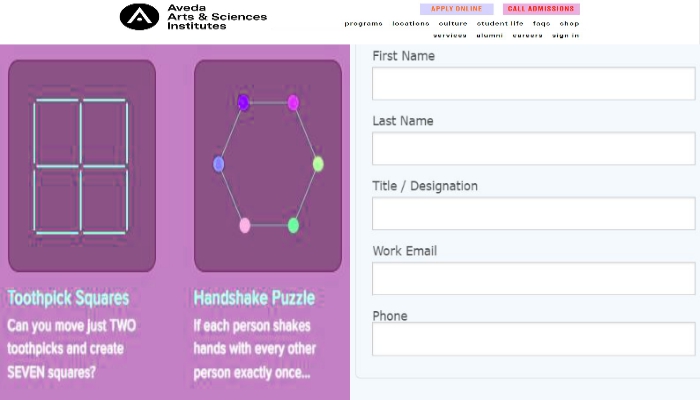 Aveda
Arts & Sciences
Institutes
APPLY ONLINE
CALL ADMISSIONS
programs locations culture student life faqs shop
services alumni careers sign in
Toothpick Squares
Can you move just TWO
toothpicks and create
SEVEN squares?
Handshake Puzzle
If each person shakes
hands with every other
person exactly once...
First Name
Last Name
Title / Designation
Work Email
Phone